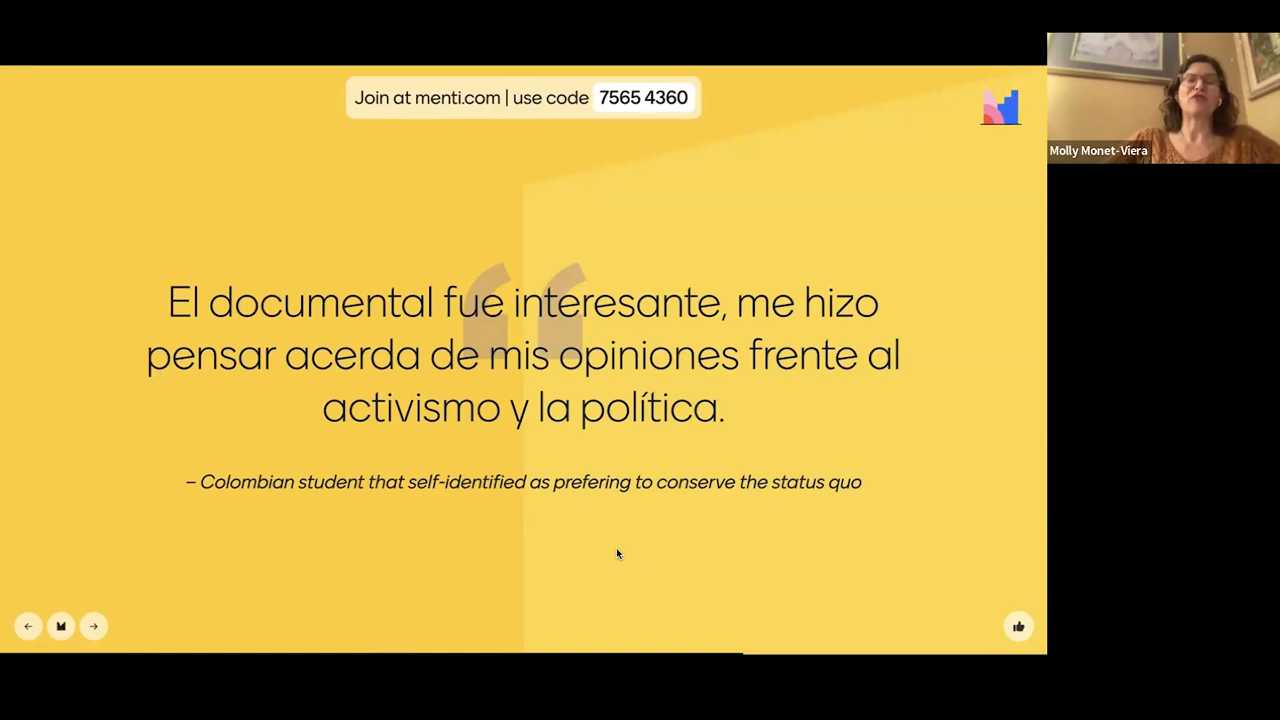 Join at menti.com | use code 7565 4360
Molly Monet-Viera
El documental fue interesante, me hizo
pensar acerda de mis opiniones frente al
activismo y la política.
– Colombian student that self-identified as prefering to conserve the status quo